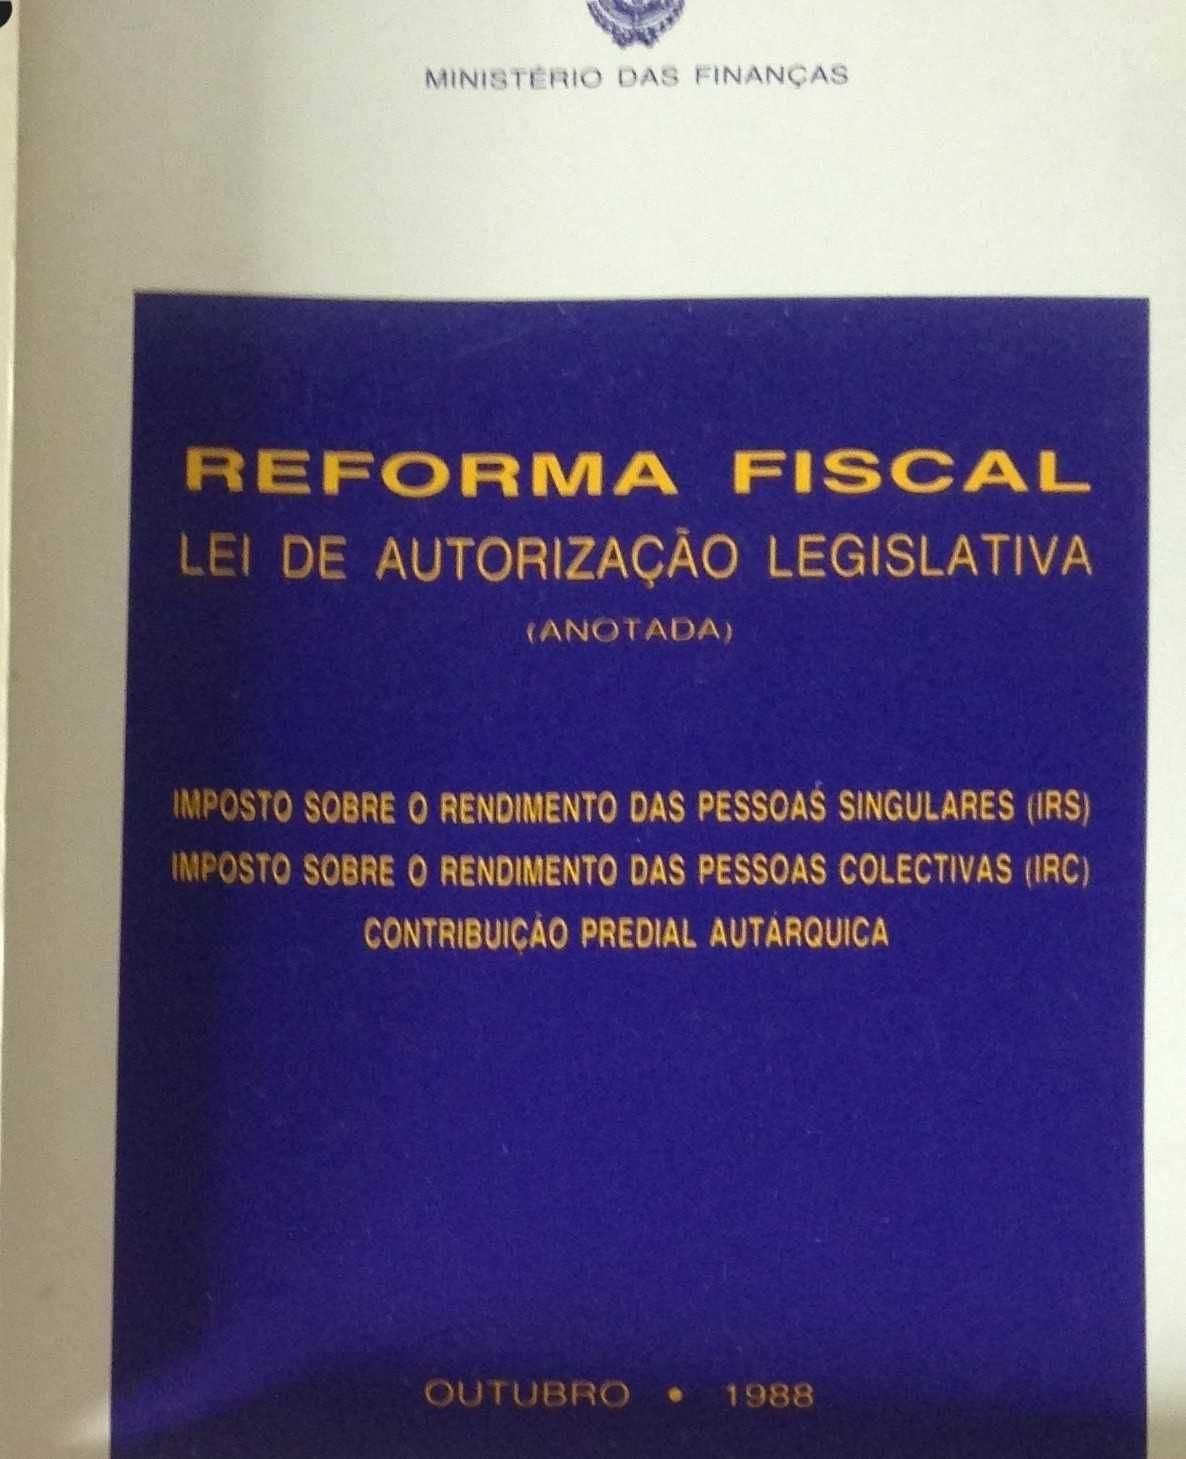 MINISTÉRIO DAS FINANÇAS
REFORMA FISCAL
LEI DE AUTORIZAÇÃO LEGISLATIVA
(ANOTADA)
IMPOSTO SOBRE O RENDIMENTO DAS PESSOAS SINGULARES (IRS)
IMPOSTO SOBRE O RENDIMENTO DAS PESSOAS COLECTIVAS (IRC)
CONTRIBUIÇÃO PREDIAL AUTÁRQUICA
OUTUBRO • 1988